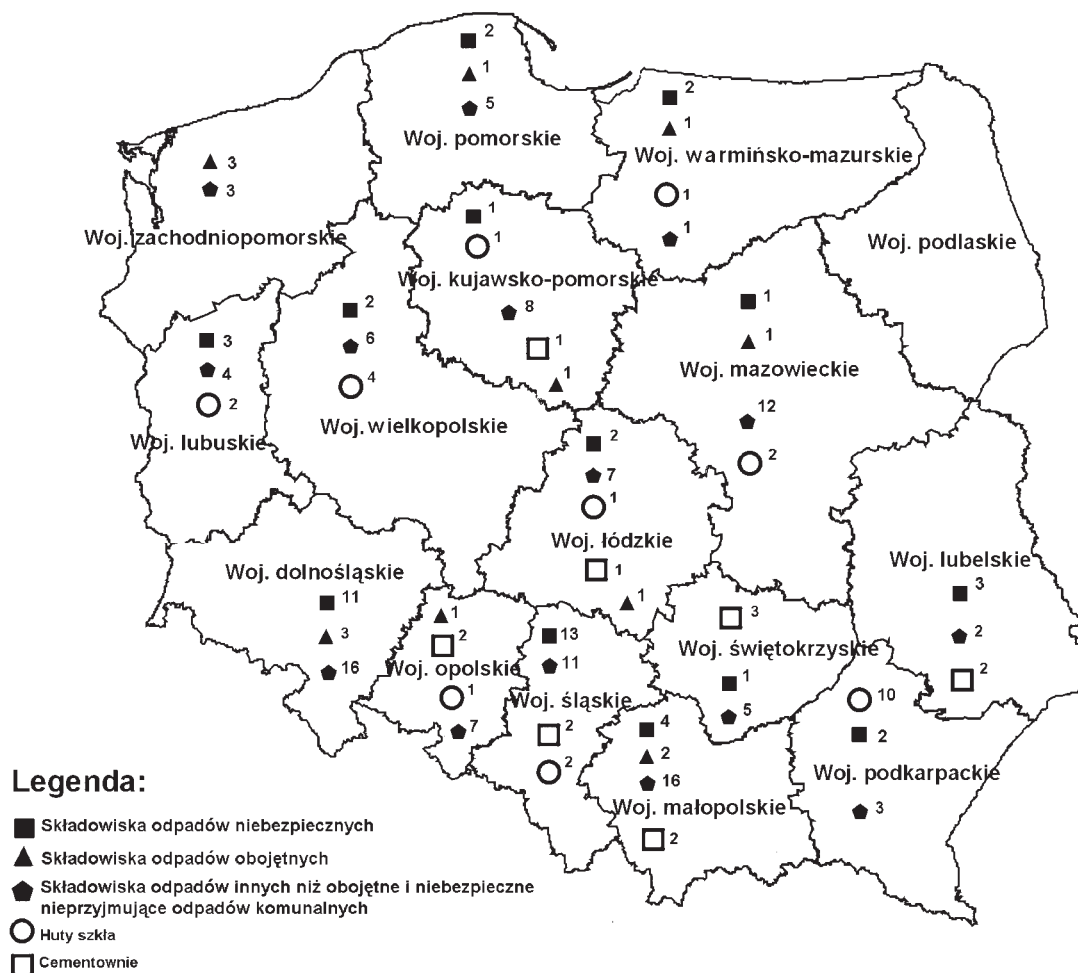 2
1
5
Woj. pomorskie
2
1
Woj. warmińsko-mazurskie
1
1
3
3
Woj. zachodniopomorskie
1
1
Woj. kujawsko-pomorskie
8
1
1
Woj. podlaskie
2
6
4
Woj. wielkopolskie
3
4
2
Woj. lubuskie
1
1
Woj. mazowieckie
12
2
2
7
1
Woj. łódzkie
1
1
Woj. lubelskie
3
2
2
Woj. dolnośląskie
11
3
16
1
2
Woj. opolskie
1
7
13
11
Woj. śląskie
2
2
3
Woj. świętokrzyskie
1
5
4
2
16
Woj. małopolskie
2
10
2
Woj. podkarpackie
3
Legenda:
Składowiska odpadów niebezpiecznych
Składowiska odpadów obojętnych
Składowiska odpadów innych niż obojętne i niebezpieczne
nieprzyjmujące odpadów komunalnych
Huty szkła
Cementownie